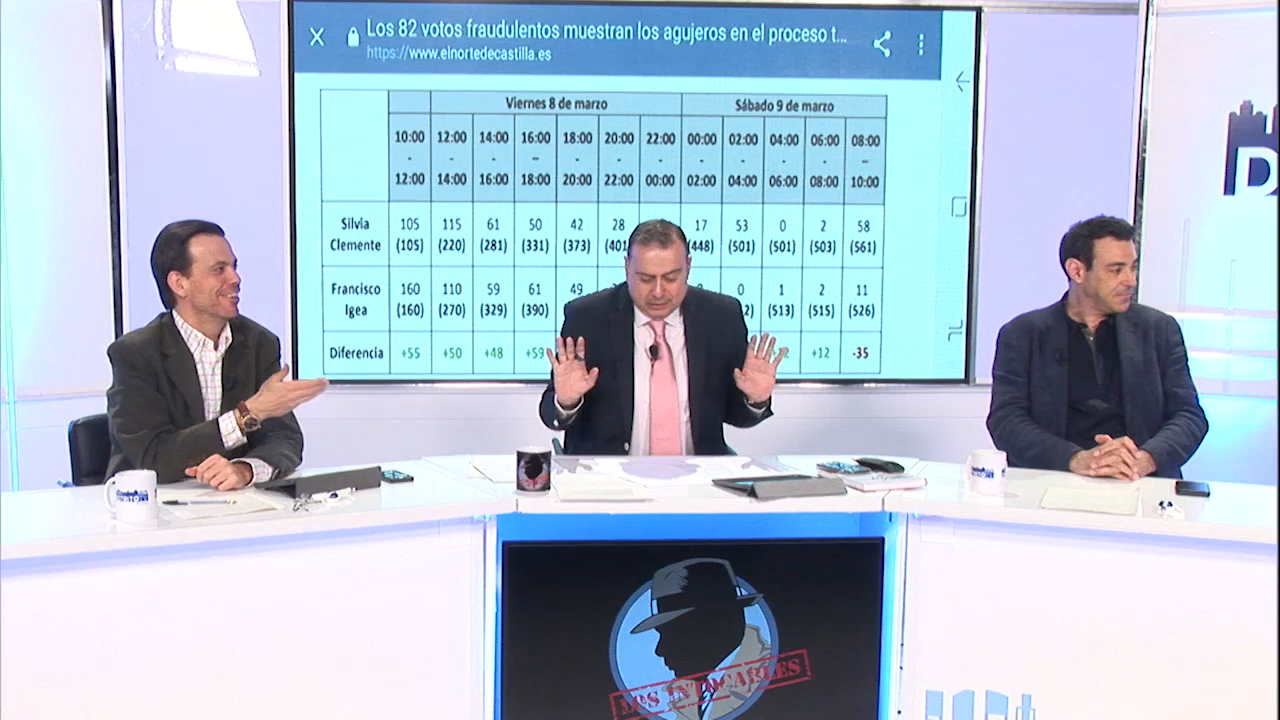 Los 82 votos fraudulentos muestran los agujeros en el proceso t...
https://www.elnortedecastilla.es
Viernes 8 de marzo Sábado 9 de marzo
10:00 12:00 14:00 16:00 18:00 20:00 22:00 00:00 02:00 04:00 06:00 08:00
- - - - - - - - - - - -
12:00 14:00 16:00 18:00 20:00 22:00 00:00 02:00 04:00 06:00 08:00 10:00
Silvia 105 115 61 50 42 28 17 53 0 2 58
Clemente (105) (220) (281) (331) (373) (401 (448) (501) (501) (503) (561)
Francisco 160 110 59 61 49 0 1 2 11
Igea (160) (270) (329) (390) (513) (515) (526)
Diferencia +55 +50 +48 +59 +12 -35
D
LOS INTOCABLES